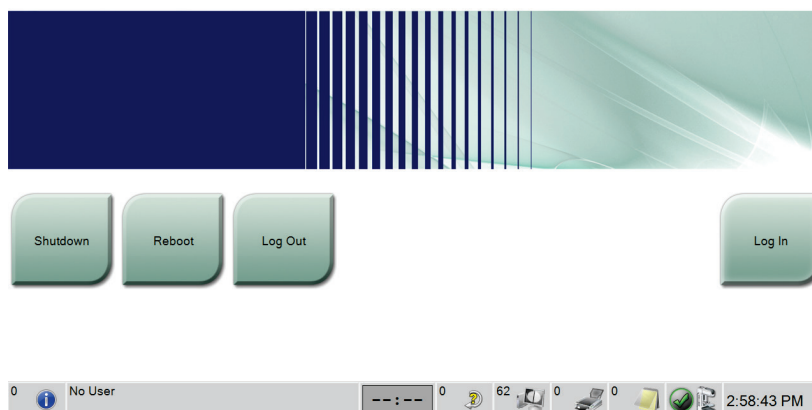 Shutdown
Reboot
Log Out
Log In
0 No User --:-- 0 62 0 0 2:58:43 PM